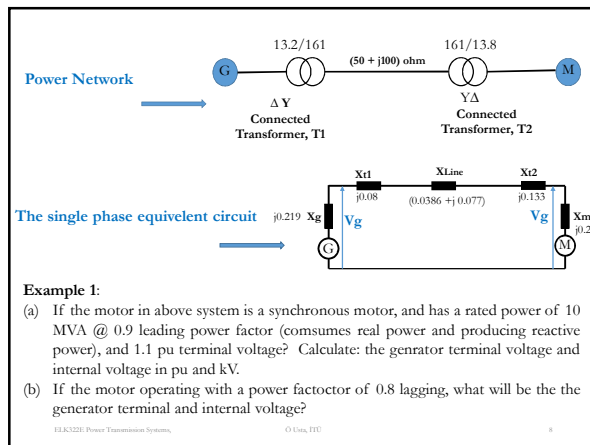 13.2/161
161/13.8
G
(50 + j100) ohm
M
Power Network
Δ Y
Connected
Transformer, T1
YΔ
Connected
Transformer, T2
Xt1
XLine
Xt2
j0.08
(0.0386 +j 0.077)
j0.133
The single phase equivelent circuit
j0.219 Xg
Vg
Vg
Xm
j0.2
G
M
Example 1:
(a) If the motor in above system is a synchronous motor, and has a rated power of 10
MVA @ 0.9 leading power factor (comsumes real power and producing reactive
power), and 1.1 pu terminal voltage? Calculate: the genrator terminal voltage and
internal voltage in pu and kV.
(b) If the motor operating with a power factoctor of 0.8 lagging, what will be the the
generator terminal and internal voltage?
ELK322E Power Transmission Systems,
Ö Usta, İTÜ
8